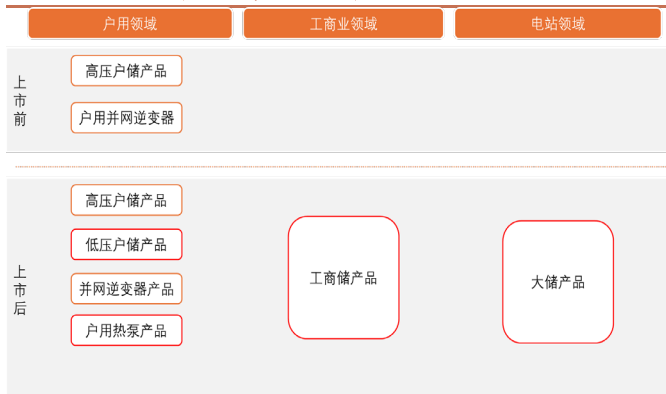 户用领域
工商业领域
电站领域
上市前
高压户储产品
户用并网逆变器
上市后
高压户储产品
低压户储产品
并网逆变器产品
户用热泵产品
工商储产品
大储产品